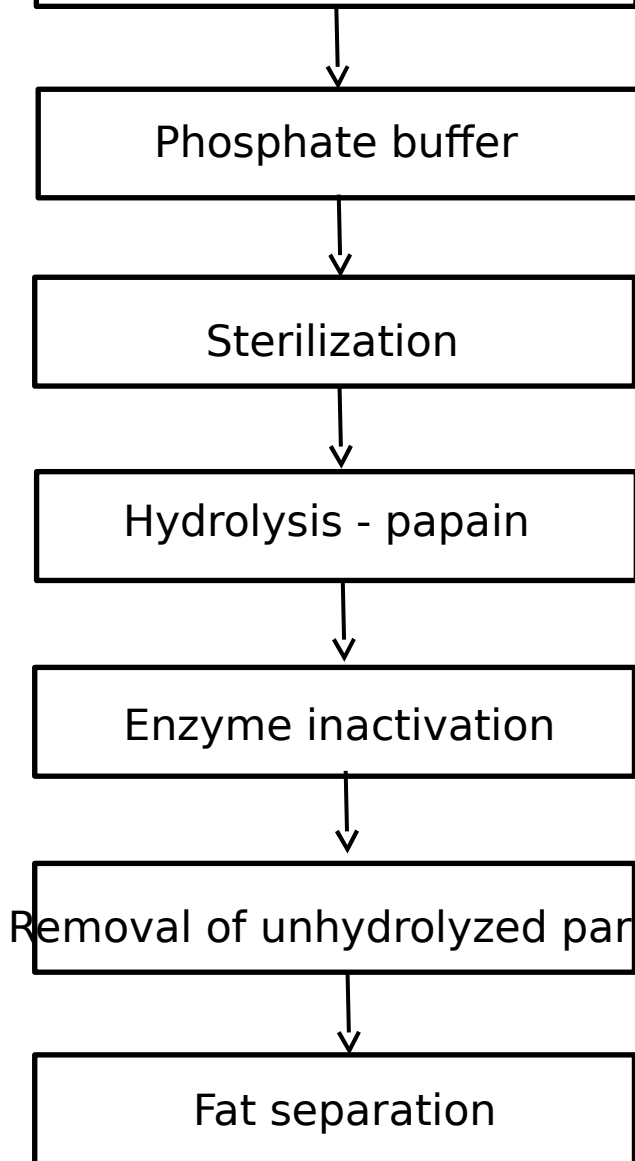 Phosphate buffer
Sterilization
Hydrolysis - papain
Enzyme inactivation
Removal of unhydrolyzed par
Fat separation